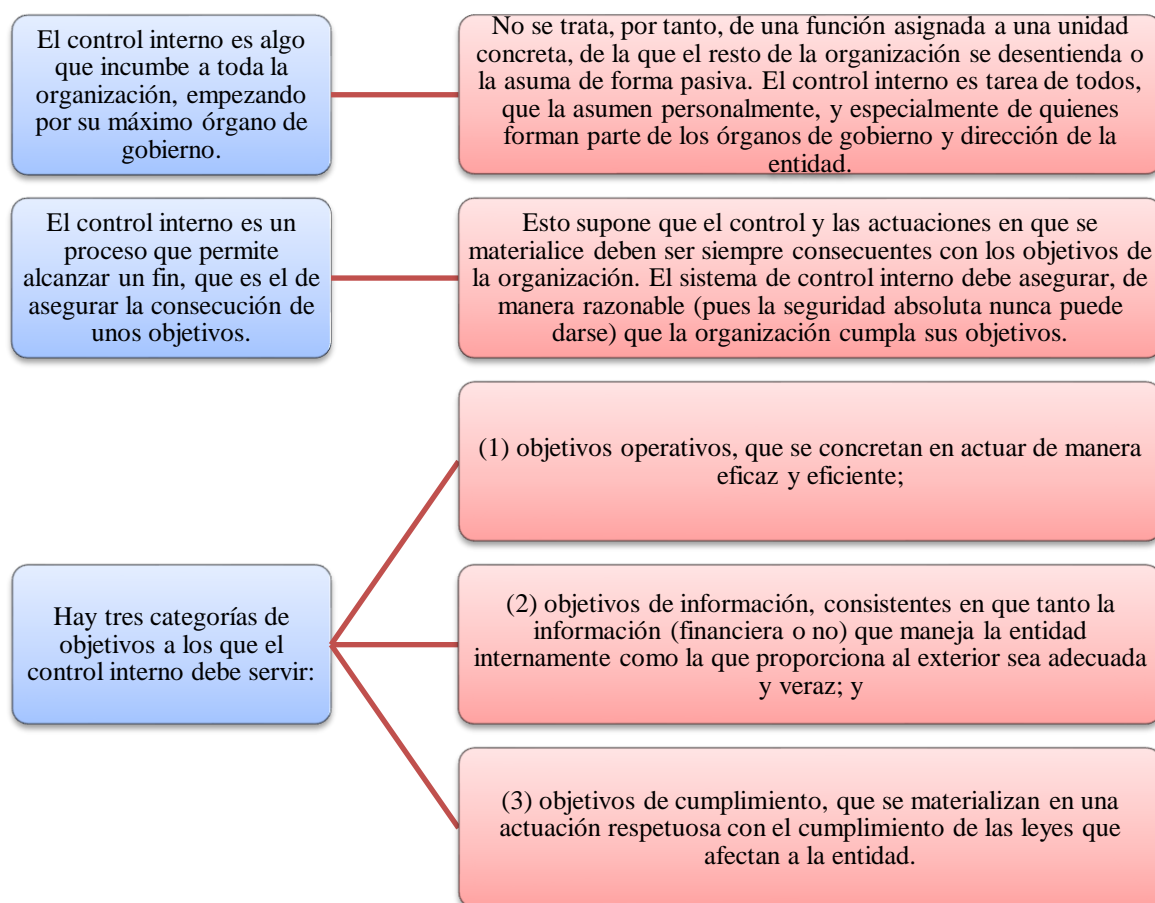 El control interno es algo
que incumbe a toda la
organización, empezando
por su máximo órgano de
gobierno.
No se trata, por tanto, de una función asignada a una unidad
concreta, de la que el resto de la organización se desentienda o
la asuma de forma pasiva. El control interno es tarea de todos,
que la asumen personalmente, y especialmente de quienes
forman parte de los órganos de gobierno y dirección de la
entidad.
El control interno es un
proceso que permite
alcanzar un fin, que es el de
asegurar la consecución de
unos objetivos.
Esto supone que el control y las actuaciones en que se
materialice deben ser siempre consecuentes con los objetivos de
la organización. El sistema de control interno debe asegurar, de
manera razonable (pues la seguridad absoluta nunca puede
darse) que la organización cumpla sus objetivos.
Hay tres categorías de
objetivos a los que el
control interno debe servir:
(1) objetivos operativos, que se concretan en actuar de manera
eficaz y eficiente;
(2) objetivos de información, consistentes en que tanto la
información (financiera o no) que maneja la entidad
internamente como la que proporciona al exterior sea adecuada
y veraz; y
(3) objetivos de cumplimiento, que se materializan en una
actuación respetuosa con el cumplimiento de las leyes que
afectan a la entidad.